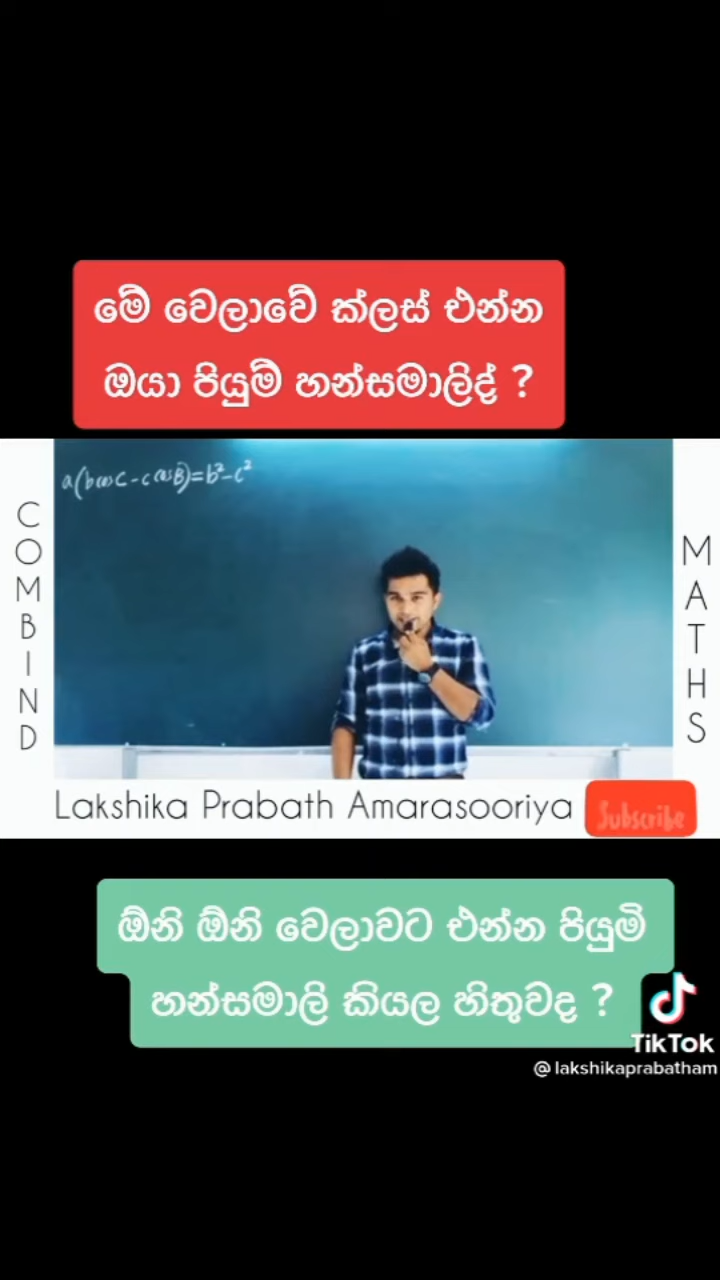 මේ වෙලාවේ ක්ලස් එන්න
ඔයා පියුම් හන්සමාලිද් ?
a(bcosC-ccosB)=b²-c²
COMBIND
MATHS
Lakshika Prabath Amarasooriya
Subscribe
ඕනි ඕනි වෙලාවට එන්න පියුමි
හන්සමාලි කියල හිතුවද ?
TikTok
@lakshikaprabatham